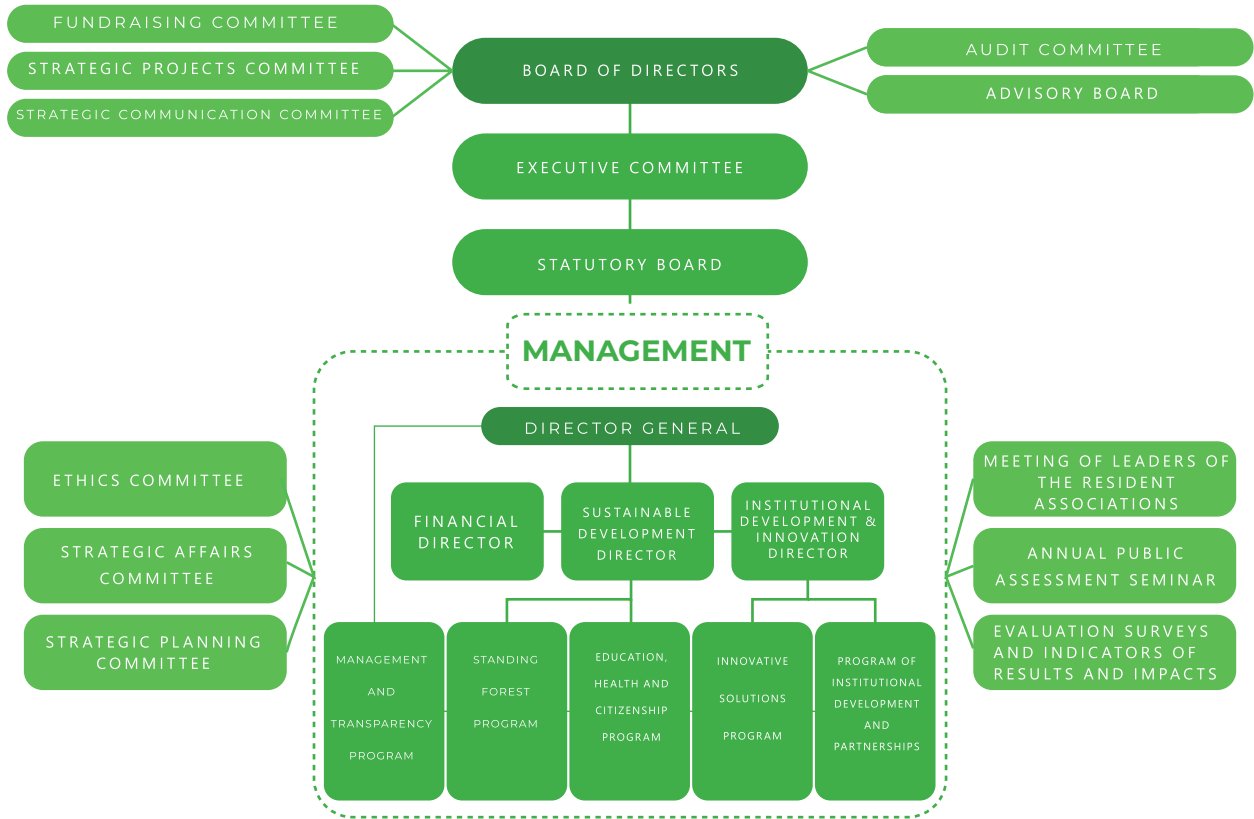 FUNDRAISING COMMITTEE
STRATEGIC PROJECTS COMMITTEE
STRATEGIC COMMUNICATION COMMITTEE
BOARD OF DIRECTORS
AUDIT COMMITTEE
ADVISORY BOARD
EXECUTIVE COMMITTEE
STATUTORY BOARD
MANAGEMENT
DIRECTOR GENERAL
ETHICS COMMITTEE
STRATEGIC AFFAIRS
COMMITTEE
STRATEGIC PLANNING
COMMITTEE
FINANCIAL
DIRECTOR
SUSTAINABLE
DEVELOPMENT
DIRECTOR
INSTITUTIONAL
DEVELOPMENT &
INNOVATION
DIRECTOR
MEETING OF LEADERS OF
THE RESIDENT
ASSOCIATIONS
ANNUAL PUBLIC
ASSESSMENT SEMINAR
EVALUATION SURVEYS
AND INDICATORS OF
RESULTS AND IMPACTS
MANAGEMENT
AND
TRANSPARENCY
PROGRAM
STANDING
FOREST
PROGRAM
EDUCATION,
HEALTH AND
CITIZENSHIP
PROGRAM
INNOVATIVE
SOLUTIONS
PROGRAM
PROGRAM OF
INSTITUTIONAL
DEVELOPMENT
AND
PARTNERSHIPS